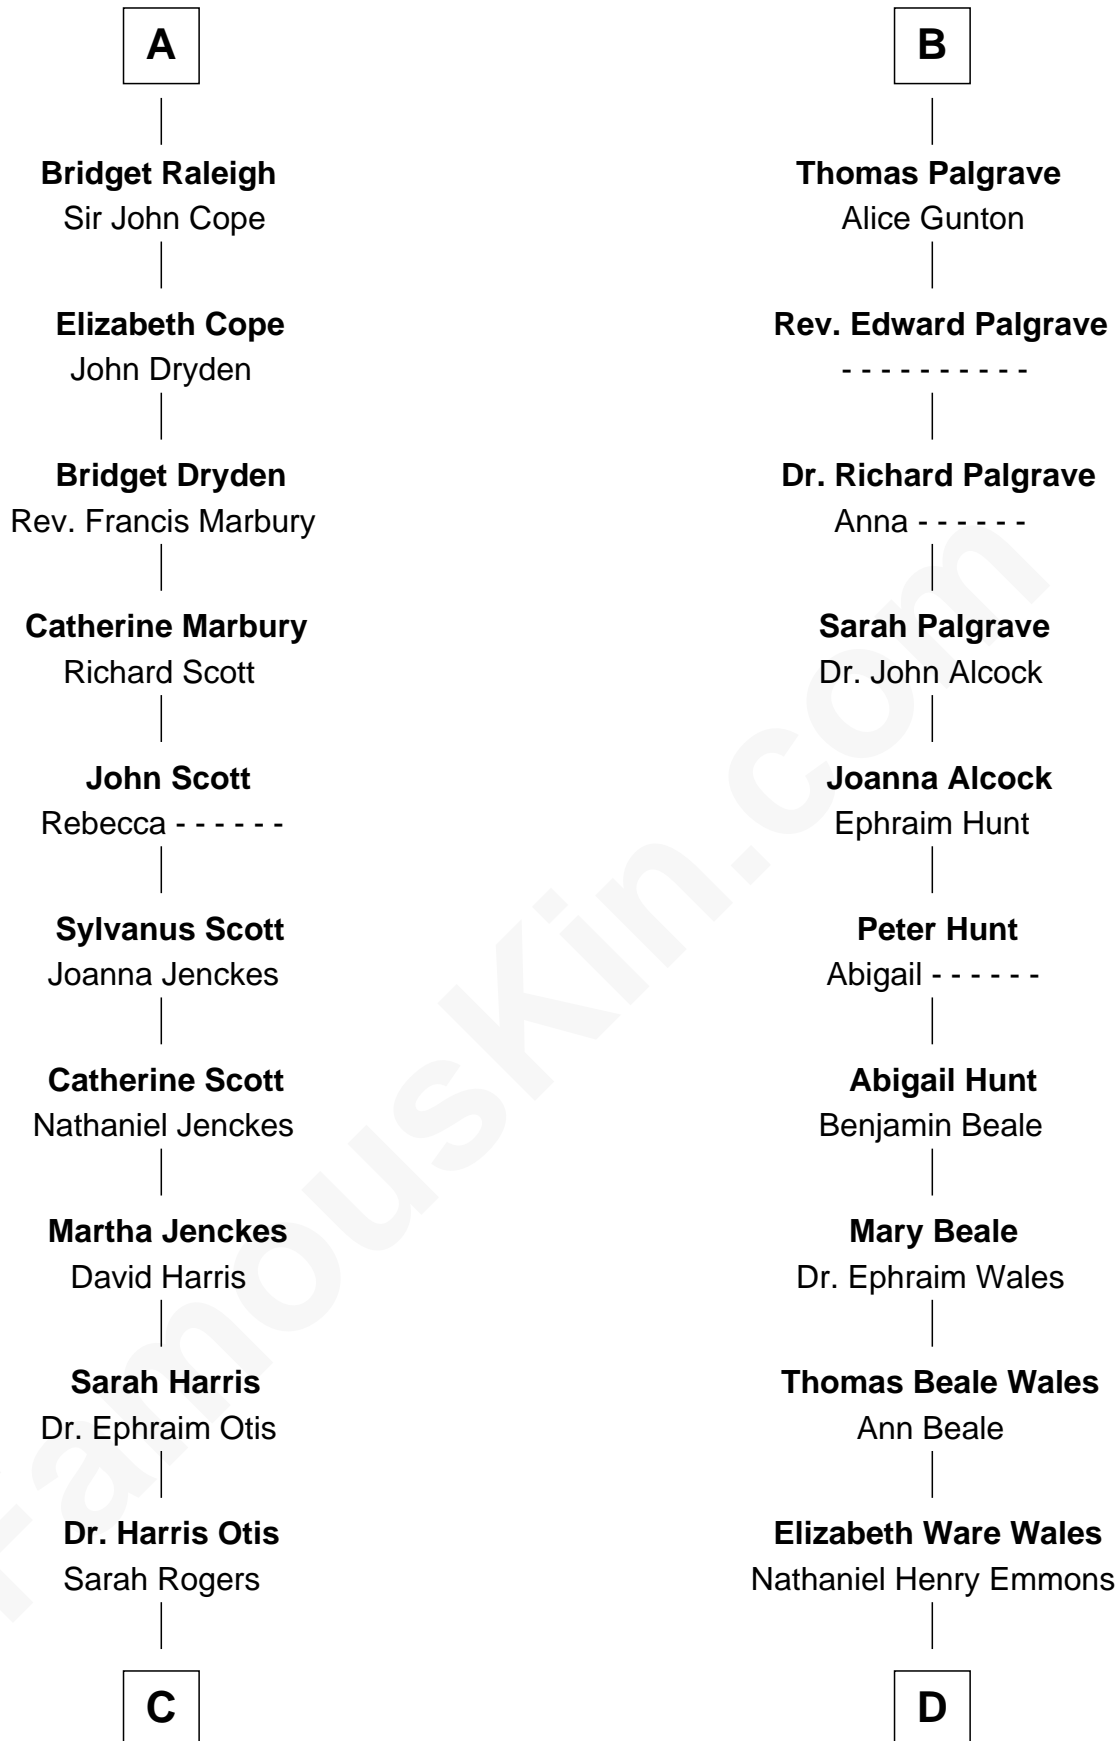 A
Bridget Raleigh
Sir John Cope
Elizabeth Cope
John Dryden
Bridget Dryden
Rev. Francis Marbury
Catherine Marbury
Richard Scott
John Scott
Rebecca - - - - - -
Sylvanus Scott
Joanna Jenckes
Catherine Scott
Nathaniel Jenckes
Martha Jenckes
David Harris
Sarah Harris
Dr. Ephraim Otis
Dr. Harris Otis
Sarah Rogers
C
B
Thomas Palgrave
Alice Gunton
Rev. Edward Palgrave
- - - - - - - - - -
Dr. Richard Palgrave
Anna - - - - - -
Sarah Palgrave
Dr. John Alcock
Joanna Alcock
Ephraim Hunt
Peter Hunt
Abigail - - - - - -
Abigail Hunt
Benjamin Beale
Mary Beale
Dr. Ephraim Wales
Thomas Beale Wales
Ann Beale
Elizabeth Ware Wales
Nathaniel Henry Emmons
D
FamousKin.com